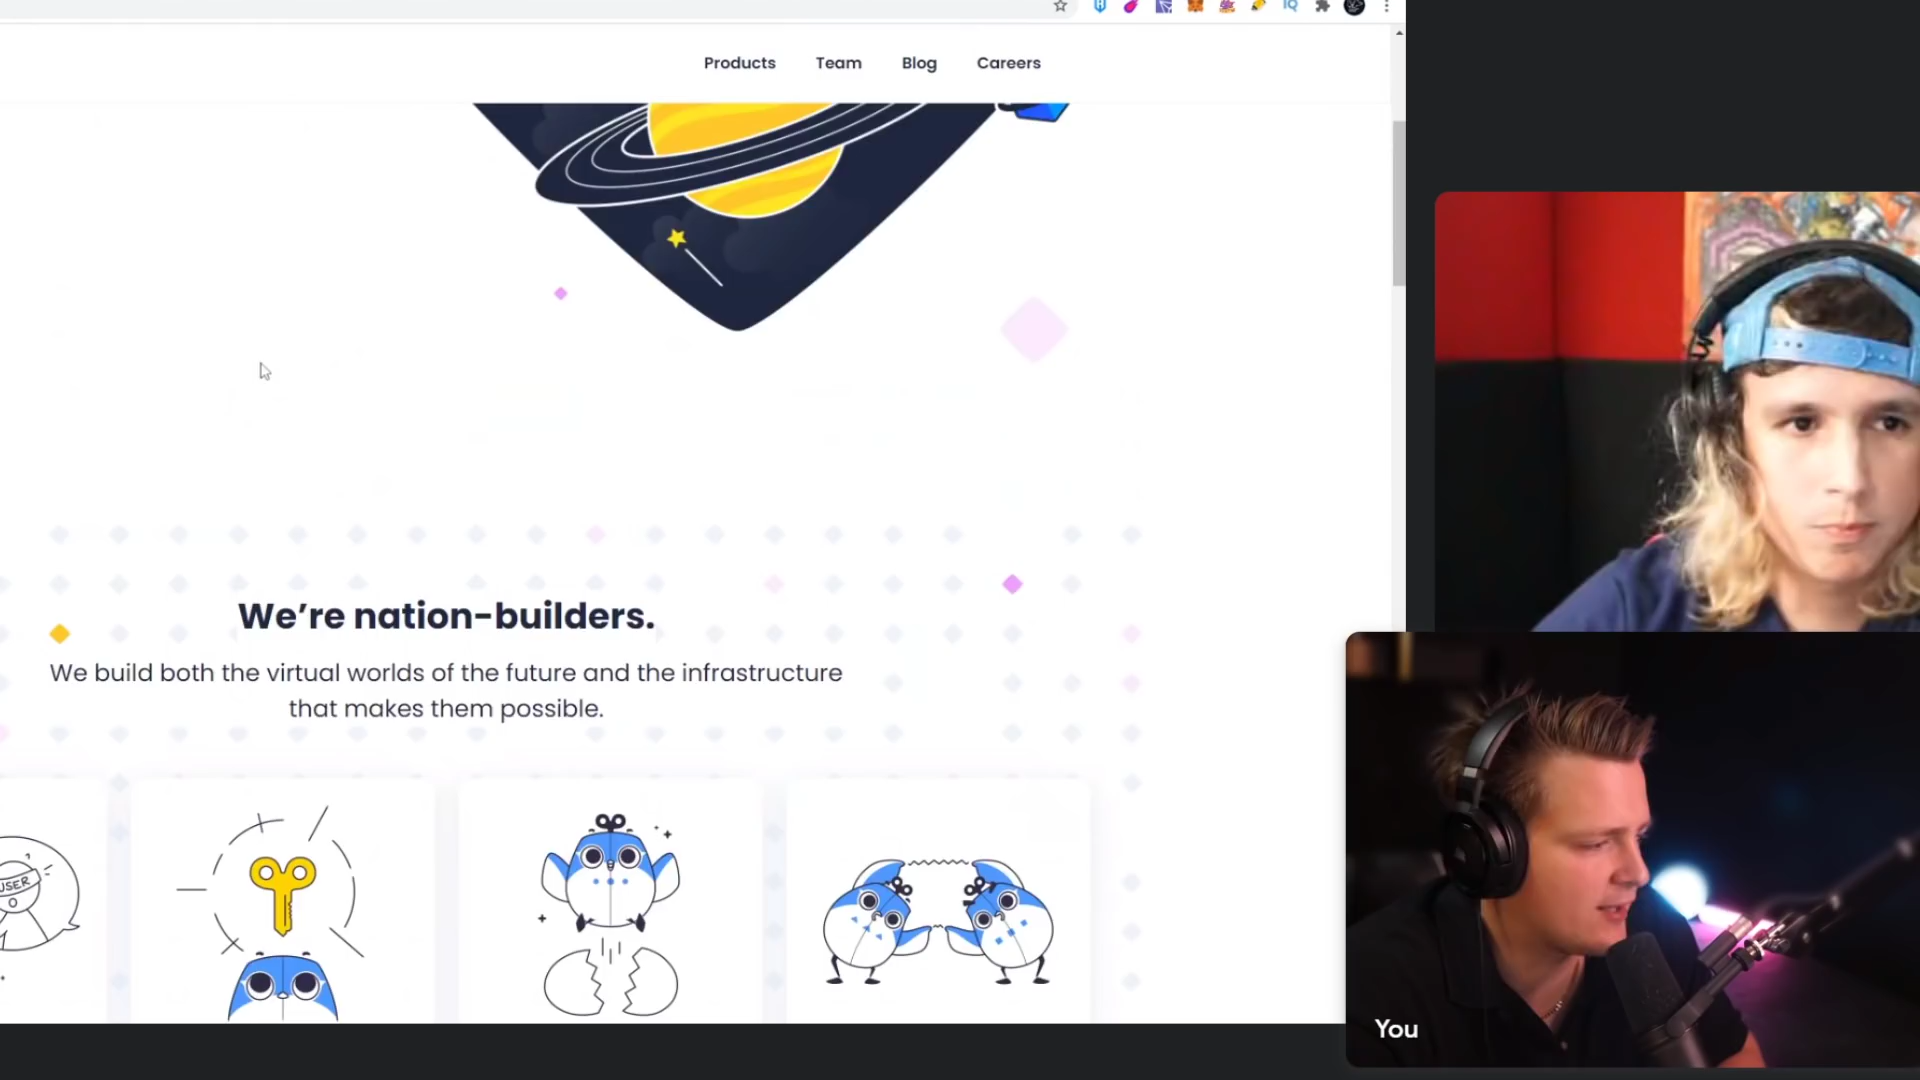 Products Team Blog Careers
We’re nation-builders.
We build both the virtual worlds of the future and the infrastructure
that makes them possible.
USER
You